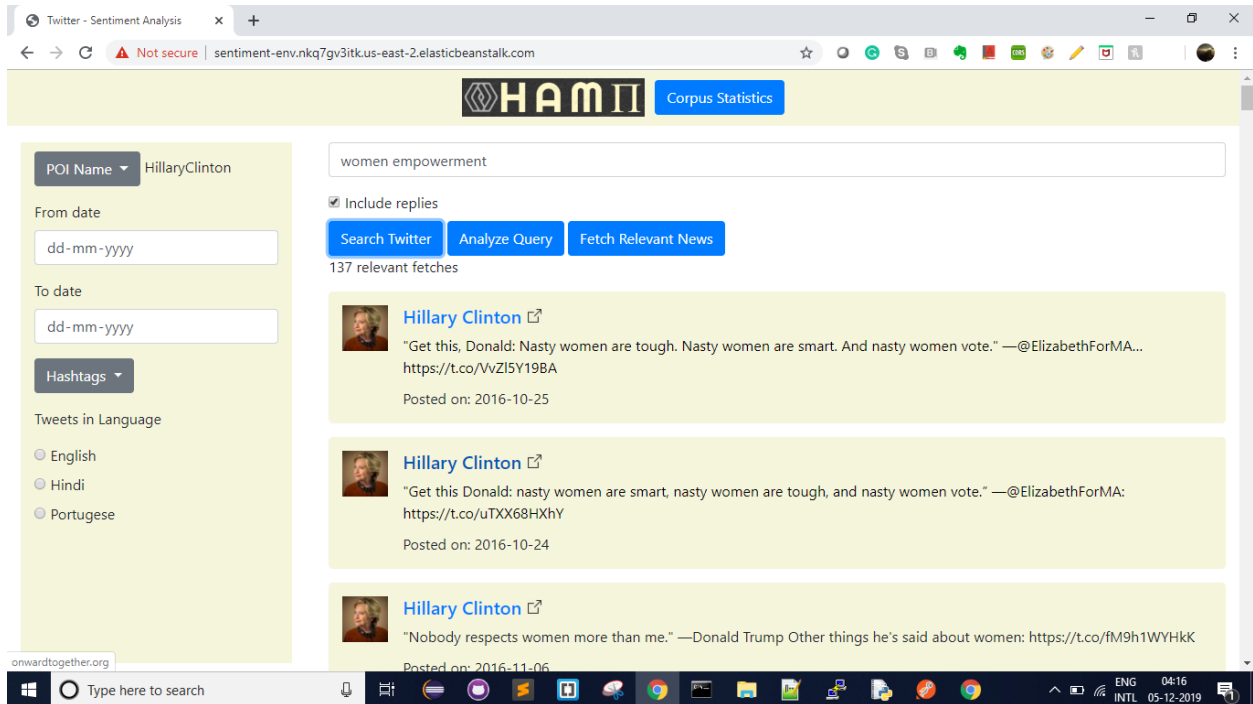 Twitter - Sentiment Analysis
Not secure | sentiment-env.nkq7gv3itk.us-east-2.elasticbeanstalk.com
HAMΠ
Corpus Statistics
POI Name HillaryClinton
From date
dd-mm-yyyy
To date
dd-mm-yyyy
Hashtags
Tweets in Language
English
Hindi
Portugese
women empowerment
Include replies
Search Twitter Analyze Query Fetch Relevant News
137 relevant fetches
Hillary Clinton
"Get this, Donald: Nasty women are tough. Nasty women are smart. And nasty women vote." —@ElizabethForMA…
https://t.co/VvZl5Y19BA
Posted on: 2016-10-25
Hillary Clinton
"Get this Donald: nasty women are smart, nasty women are tough, and nasty women vote." —@ElizabethForMA:
https://t.co/uTXX68HXhY
Posted on: 2016-10-24
Hillary Clinton
"Nobody respects women more than me." —Donald Trump Other things he's said about women: https://t.co/fM9h1WYHkK
Posted on: 2016-11-06
onwardtogether.org
Type here to search
ENG 04:16
INTL 05-12-2019